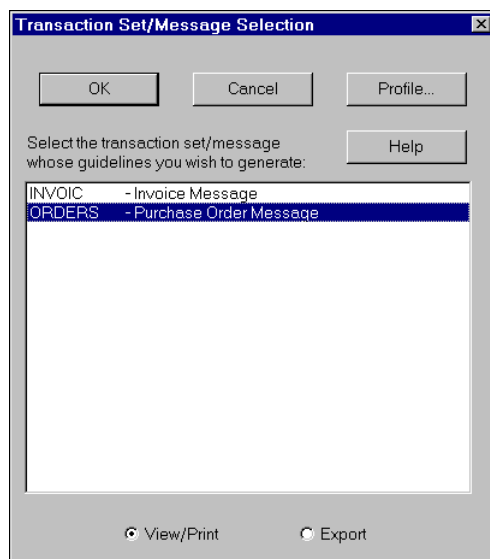 Transaction Set/Message Selection
OK Cancel Profile...
Select the transaction set/message
whose guidelines you wish to generate:
Help
INVOIC - Invoice Message
ORDERS - Purchase Order Message
View/Print Export